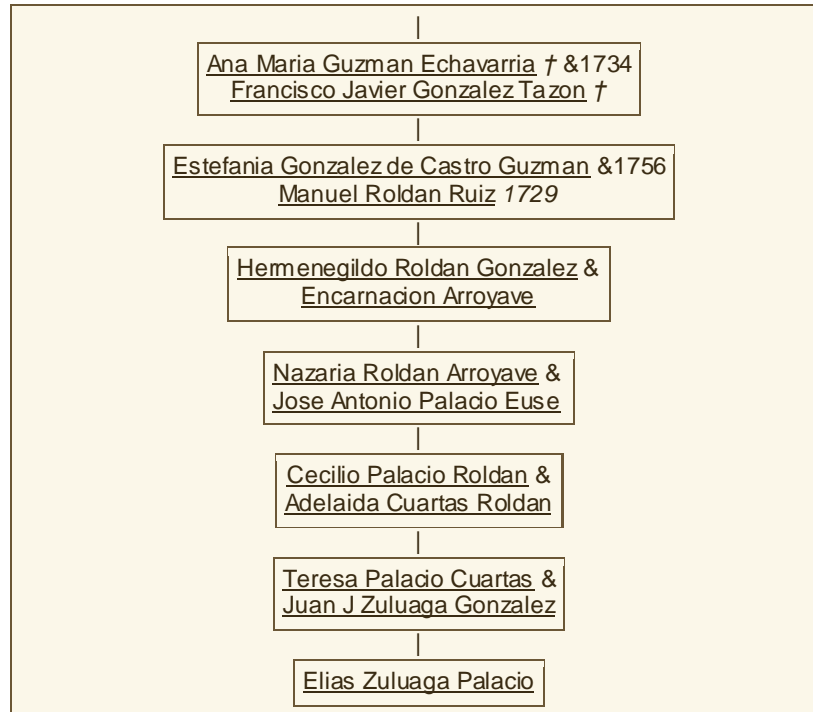 Ana Maria Guzman Echavarria † &1734
Francisco Javier Gonzalez Tazon †
Estefania Gonzalez de Castro Guzman &1756
Manuel Roldan Ruiz 1729
Hermenegildo Roldan Gonzalez &
Encarnacion Arroyave
Nazaria Roldan Arroyave &
Jose Antonio Palacio Euse
Cecilio Palacio Roldan &
Adelaida Cuartas Roldan
Teresa Palacio Cuartas &
Juan J Zuluaga Gonzalez
Elias Zuluaga Palacio